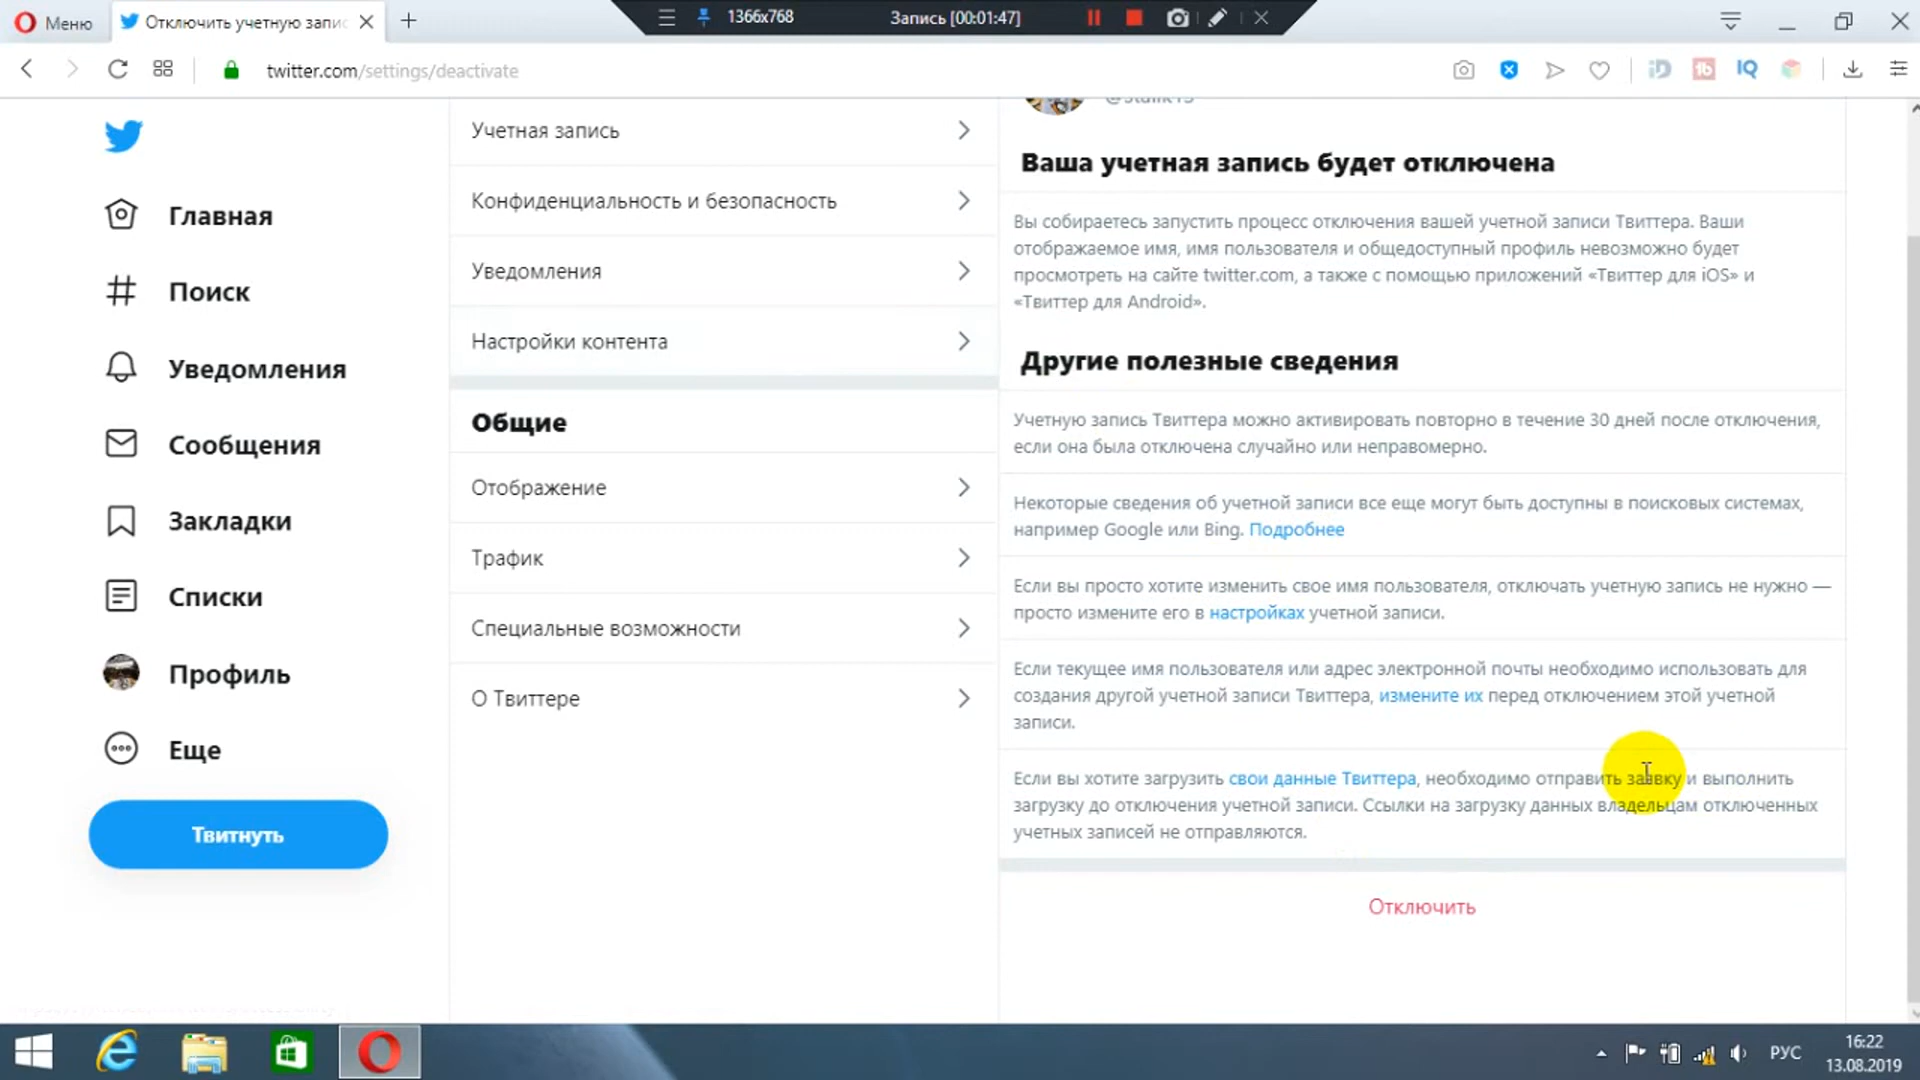 Меню
Отключить учетную запис
1366x768
Запись [00:01:47]
twitter.com/settings/deactivate
Главная
Поиск
Уведомления
Сообщения
Закладки
Списки
Профиль
Еще
Твитнуть
Учетная запись
Конфиденциальность и безопасность
Уведомления
Настройки контента
Общие
Отображение
Трафик
Специальные возможности
О Твиттере
Ваша учетная запись будет отключена
Вы собираетесь запустить процесс отключения вашей учетной записи Твиттера. Ваши
отображаемое имя, имя пользователя и общедоступный профиль невозможно будет
просмотреть на сайте twitter.com, а также с помощью приложений «Твиттер для iOS» и
«Твиттер для Android».
Другие полезные сведения
Учетную запись Твиттера можно активировать повторно в течение 30 дней после отключения,
если она была отключена случайно или неправомерно.
Некоторые сведения об учетной записи все еще могут быть доступны в поисковых системах,
например Google или Bing. Подробнее
Если вы просто хотите изменить свое имя пользователя, отключать учетную запись не нужно —
просто измените его в настройках учетной записи.
Если текущее имя пользователя или адрес электронной почты необходимо использовать для
создания другой учетной записи Твиттера, измените их перед отключением этой учетной
записи.
Если вы хотите загрузить свои данные Твиттера, необходимо отправить заявку и выполнить
загрузку до отключения учетной записи. Ссылки на загрузку данных владельцам отключенных
учетных записей не отправляются.
Отключить
РУС
16:22
13.08.2019